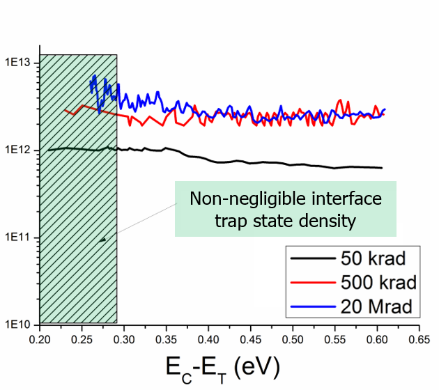 1E13
1E12
Non-negligible interface
trap state density
1E11
50 krad
500 krad
20 Mrad
1E10
0.20 0.25 0.30 0.35 0.40 0.45 0.50 0.55 0.60 0.65
E_C-E_T (eV)